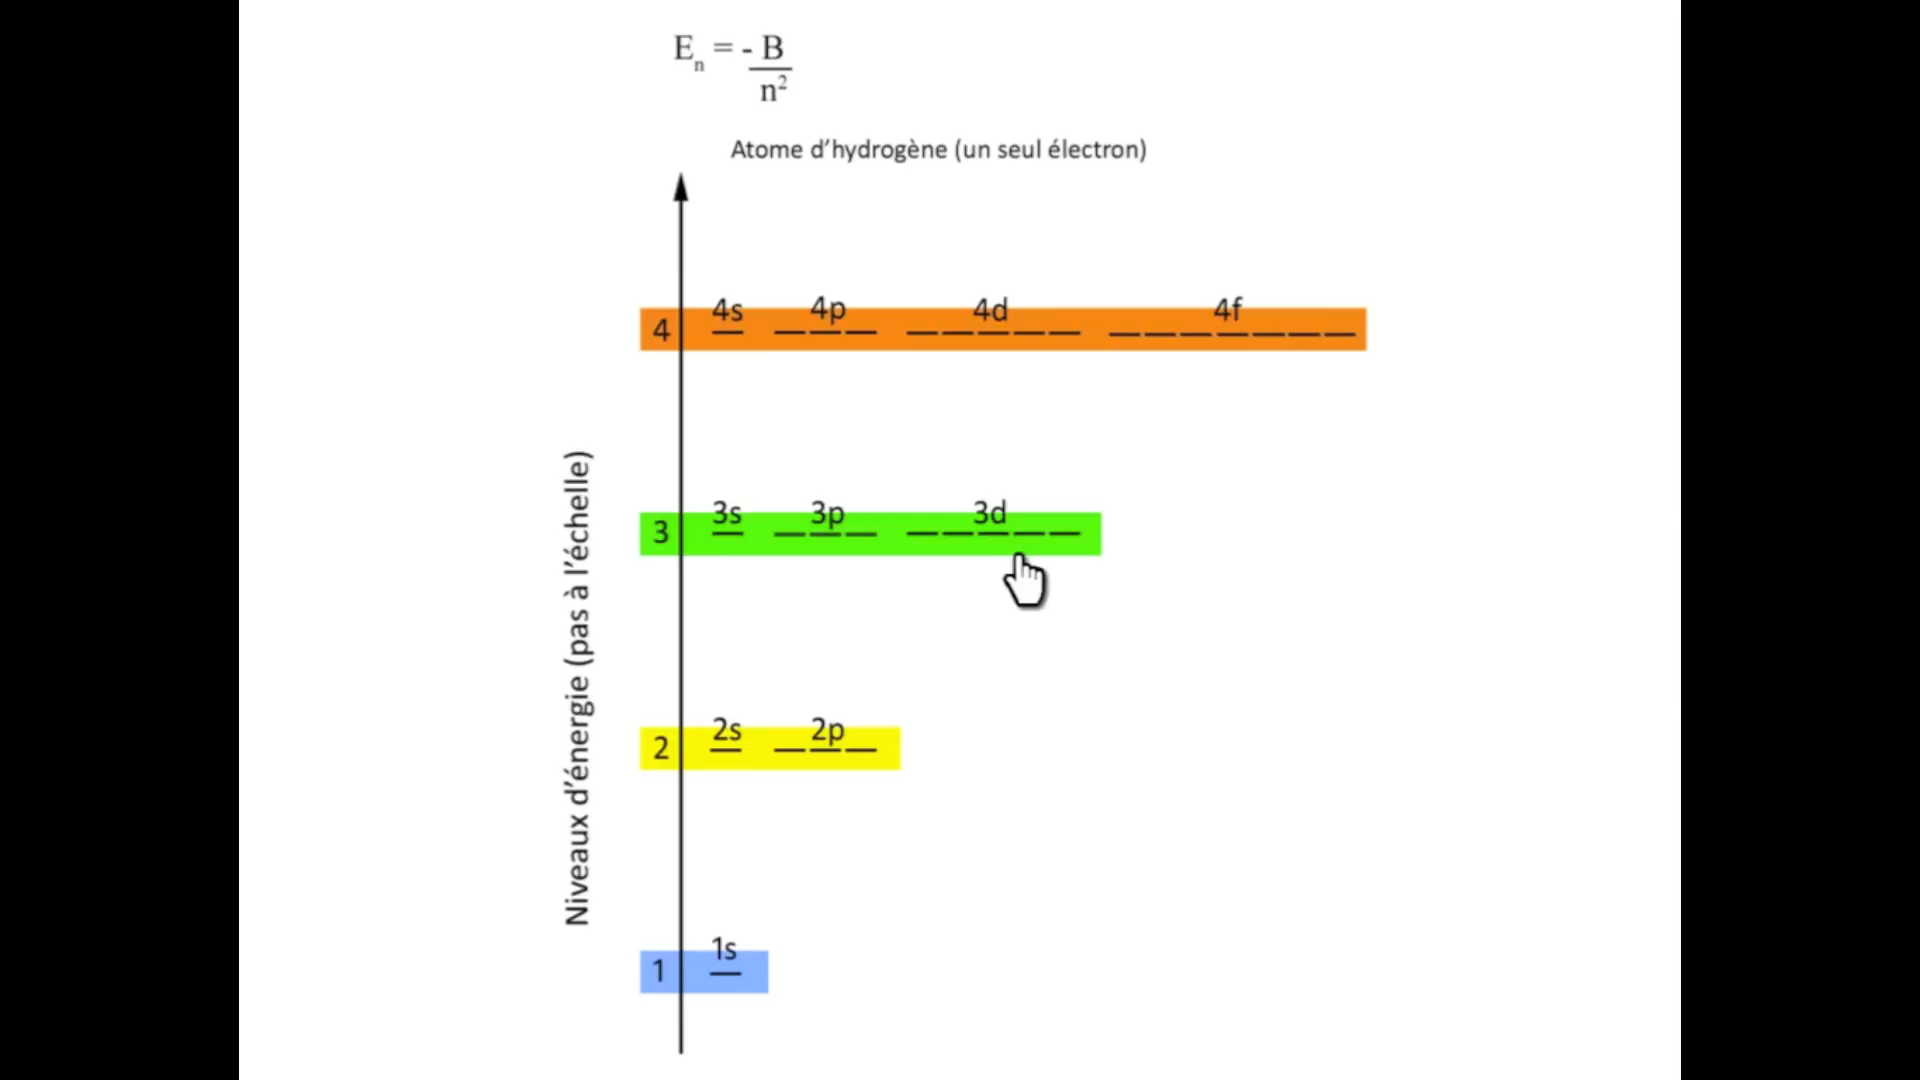 Eₙ = - B
n²
Atome d’hydrogène (un seul électron)
4s 4p 4d 4f
4
3s 3p 3d
3
Niveaux d’énergie (pas à l’échelle)
2s 2p
2
1s
1